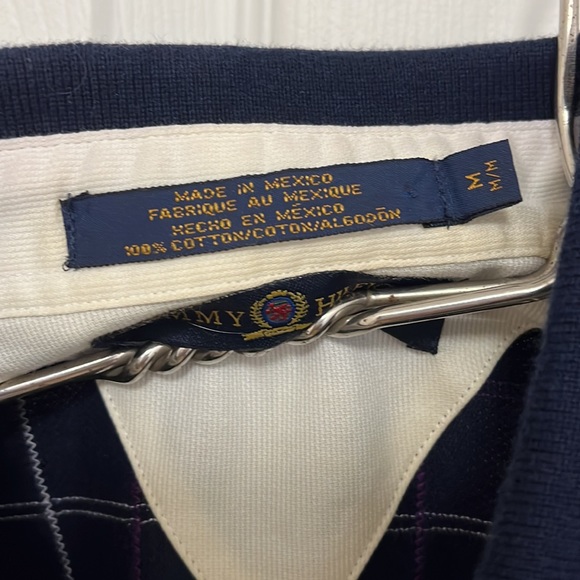 MADE IN MEXICO
FABRIQUE AU MEXIQUE
HECHO EN MÉXICO
100% COTTON/COTON/ALGODÓN
M
M/M